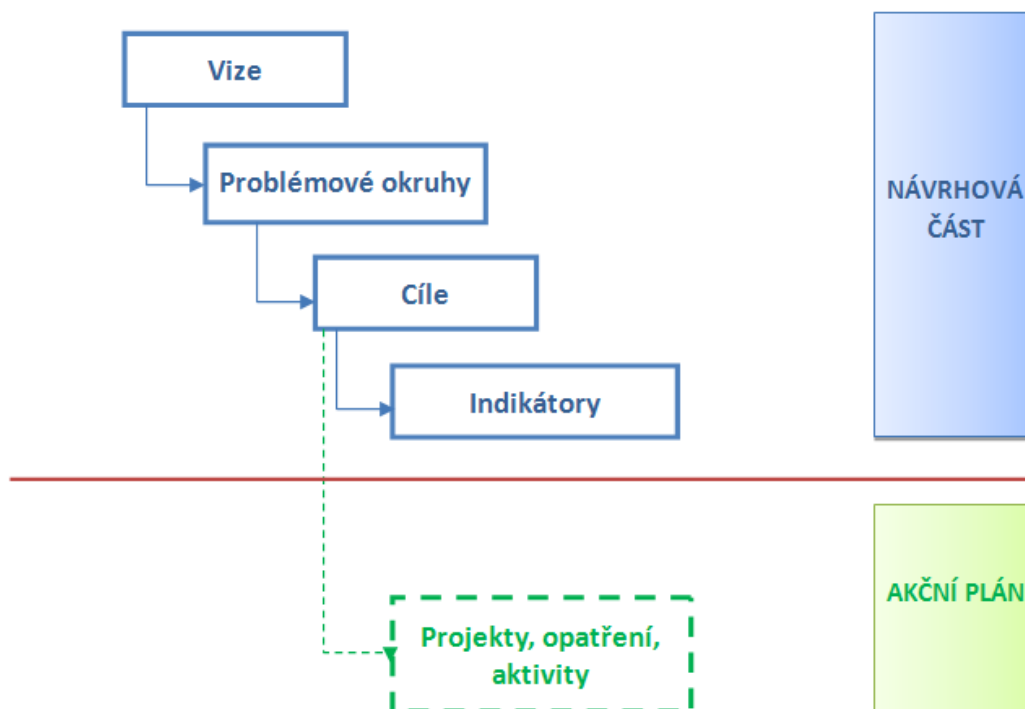 Vize
Problémové okruhy
Cíle
Indikátory
NÁVRHOVÁ
ČÁST
Projekty, opatření,
aktivity
AKČNÍ PLÁN